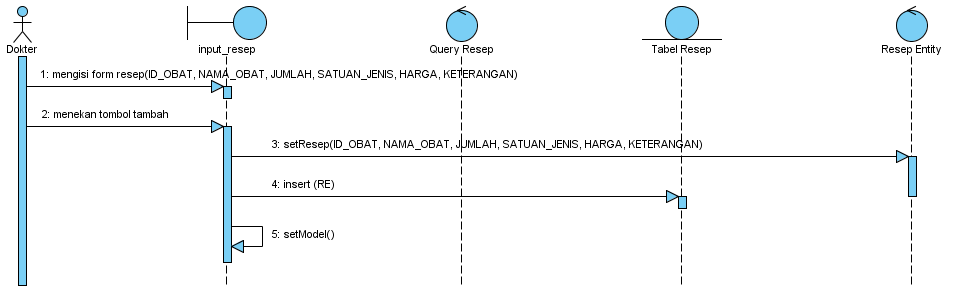 Dokter
input_resep
Query Resep
Tabel Resep
Resep Entity
1: mengisi form resep(ID_OBAT, NAMA_OBAT, JUMLAH, SATUAN_JENIS, HARGA, KETERANGAN)
2: menekan tombol tambah
3: setResep(ID_OBAT, NAMA_OBAT, JUMLAH, SATUAN_JENIS, HARGA, KETERANGAN)
4: insert (RE)
5: setModel()